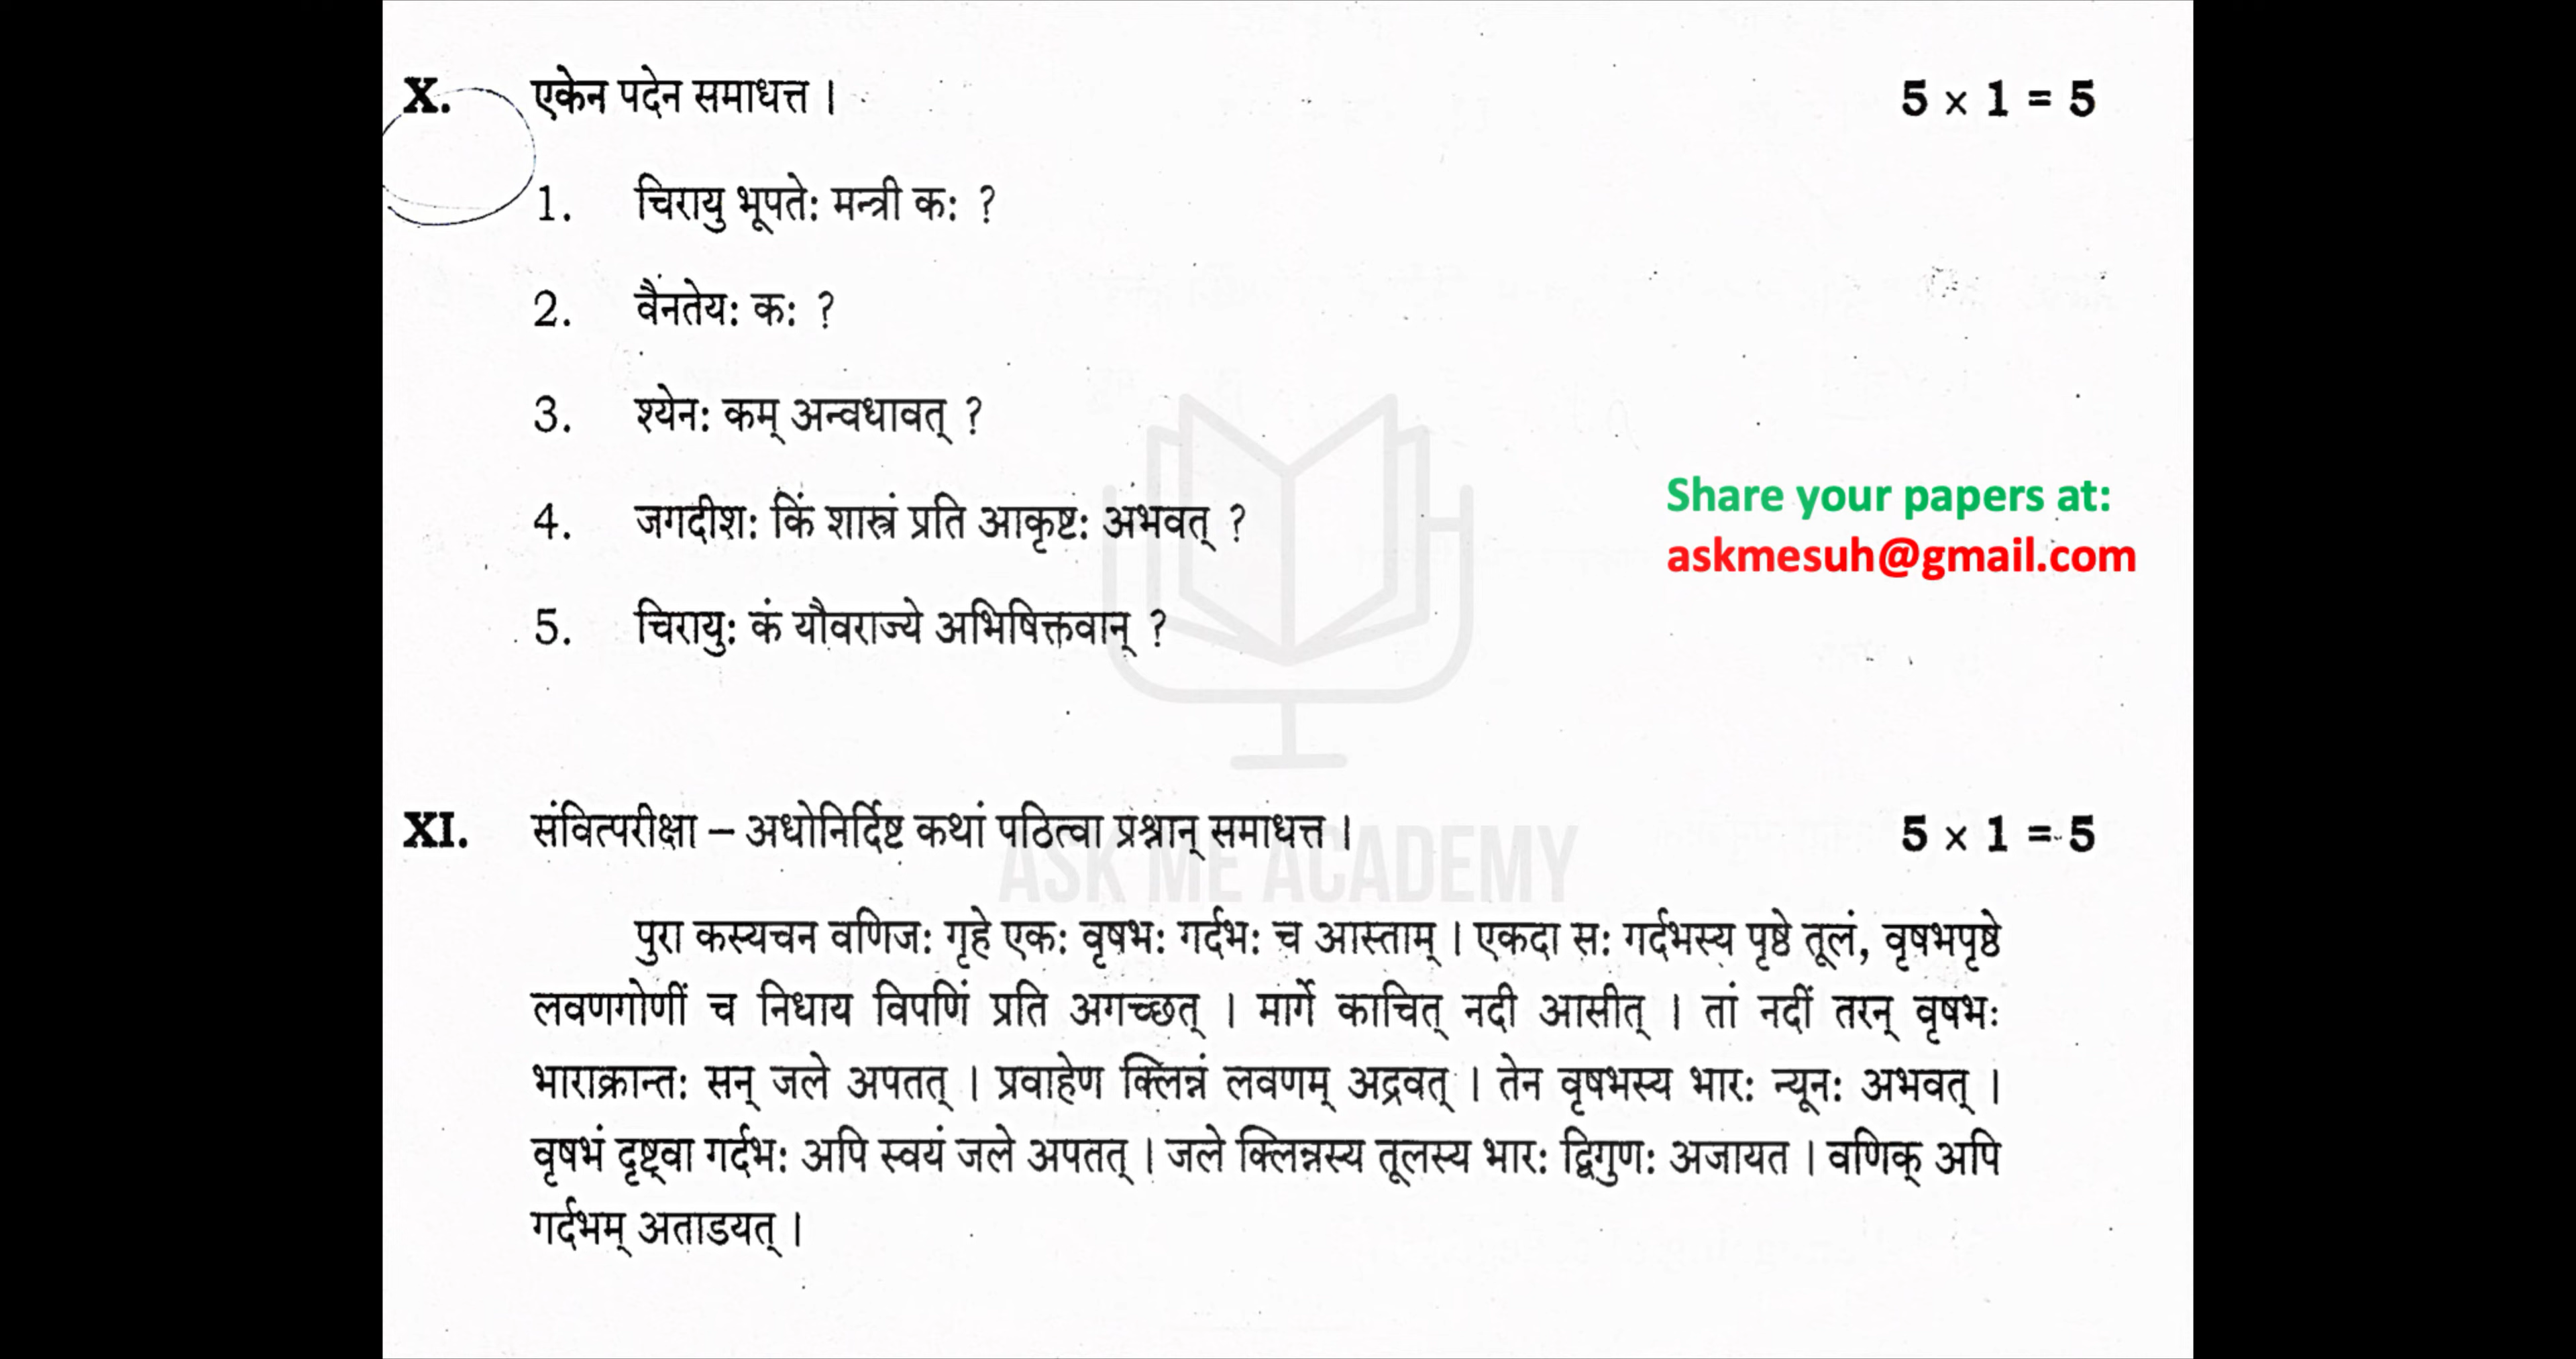 X. एकेन पदेन समाधत्त । 5 × 1 = 5
1. चिरायु भूपतेः मन्त्री कः ?
2. वैनतेयः कः ?
3. श्येनः कम् अन्वधावत् ?
4. जगदीशः किं शास्त्रं प्रति आकृष्टः अभवत् ?
Share your papers at:
askmesuh@gmail.com
5. चिरायुः कं यौवराज्ये अभिषिक्तवान् ?
XI. संवित्परीक्षा – अधोनिर्दिष्ट कथां पठित्वा प्रश्नान् समाधत्त । 5 × 1 = 5
ASK ME ACADEMY
पुरा कस्यचन वणिजः गृहे एकः वृषभः गर्दभः च आस्ताम् । एकदा सः गर्दभस्य पृष्ठे तूलं, वृषभपृष्ठे
लवणगोणीं च निधाय विपणिं प्रति अगच्छत् । मार्गे काचित् नदी आसीत् । तां नदीं तरन् वृषभः
भाराक्रान्तः सन् जले अपतत् । प्रवाहेण क्लिन्नं लवणम् अद्रवत् । तेन वृषभस्य भारः न्यूनः अभवत् ।
वृषभं दृष्ट्वा गर्दभः अपि स्वयं जले अपतत् । जले क्लिन्नस्य तूलस्य भारः द्विगुणः अजायत । वणिक् अपि
गर्दभम् अताडयत् ।